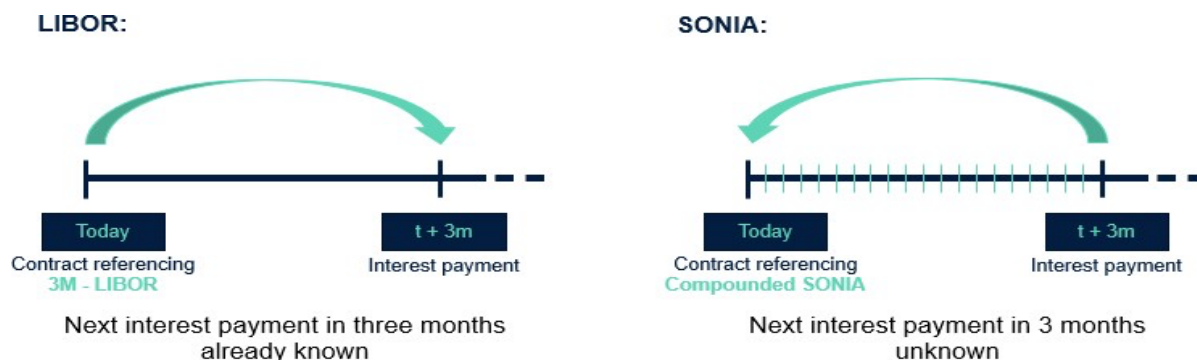 LIBOR:
Today
t + 3m
Contract referencing
3M - LIBOR
Interest payment
Next interest payment in three months
already known
SONIA:
Today
t + 3m
Contract referencing
Compounded SONIA
Interest payment
Next interest payment in 3 months
unknown